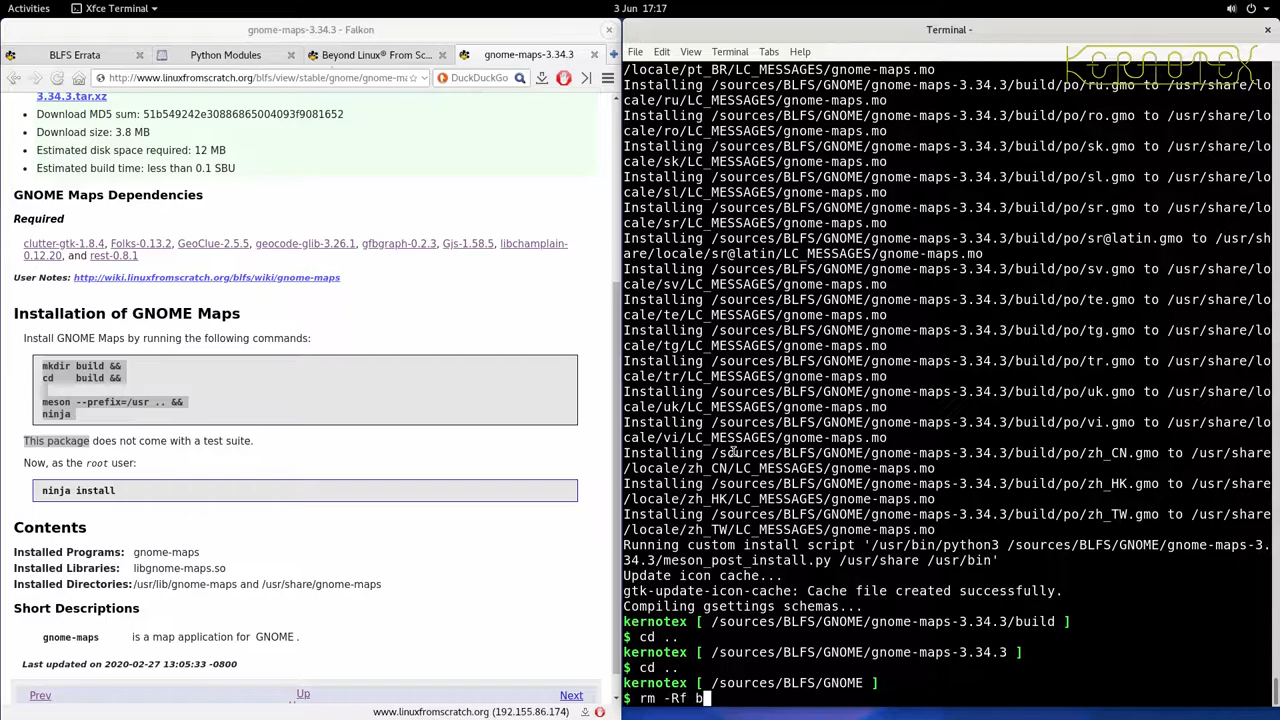 Activities Xfce Terminal 3 Jun 17:17
gnome-maps-3.34.3 - Falkon
BLFS Errata Python Modules Beyond Linux® From Sc... gnome-maps-3.34.3
http://www.linuxfromscratch.org/blfs/view/stable/gnome/gnome-ma DuckDuckGo
3.34.3.tar.xz
Download MD5 sum: 51b549242e30886865004093f9081652
Download size: 3.8 MB
Estimated disk space required: 12 MB
Estimated build time: less than 0.1 SBU
GNOME Maps Dependencies
Required
clutter-gtk-1.8.4, Folks-0.13.2, GeoClue-2.5.5, geocode-glib-3.26.1, gfbgraph-0.2.3, Gjs-1.58.5, libchamplain-
0.12.20, and rest-0.8.1
User Notes: http://wiki.linuxfromscratch.org/blfs/wiki/gnome-maps
Installation of GNOME Maps
Install GNOME Maps by running the following commands:
mkdir build &&
cd build &&
meson --prefix=/usr .. &&
ninja
This package does not come with a test suite.
Now, as the root user:
ninja install
Contents
Installed Programs: gnome-maps
Installed Libraries: libgnome-maps.so
Installed Directories: /usr/lib/gnome-maps and /usr/share/gnome-maps
Short Descriptions
gnome-maps is a map application for GNOME .
Last updated on 2020-02-27 13:05:33 -0800
Prev Up Next
Home
www.linuxfromscratch.org (192.155.86.174)
Terminal -
File Edit View Terminal Tabs Help
KERNOTEX
/locale/pt_BR/LC_MESSAGES/gnome-maps.mo
Installing /sources/BLFS/GNOME/gnome-maps-3.34.3/build/po/ru.gmo to /usr/share/lo
cale/ru/LC_MESSAGES/gnome-maps.mo
Installing /sources/BLFS/GNOME/gnome-maps-3.34.3/build/po/ro.gmo to /usr/share/lo
cale/ro/LC_MESSAGES/gnome-maps.mo
Installing /sources/BLFS/GNOME/gnome-maps-3.34.3/build/po/sk.gmo to /usr/share/lo
cale/sk/LC_MESSAGES/gnome-maps.mo
Installing /sources/BLFS/GNOME/gnome-maps-3.34.3/build/po/sl.gmo to /usr/share/lo
cale/sl/LC_MESSAGES/gnome-maps.mo
Installing /sources/BLFS/GNOME/gnome-maps-3.34.3/build/po/sr.gmo to /usr/share/lo
cale/sr/LC_MESSAGES/gnome-maps.mo
Installing /sources/BLFS/GNOME/gnome-maps-3.34.3/build/po/sr@latin.gmo to /usr/sh
are/locale/sr@latin/LC_MESSAGES/gnome-maps.mo
Installing /sources/BLFS/GNOME/gnome-maps-3.34.3/build/po/sv.gmo to /usr/share/lo
cale/sv/LC_MESSAGES/gnome-maps.mo
Installing /sources/BLFS/GNOME/gnome-maps-3.34.3/build/po/te.gmo to /usr/share/lo
cale/te/LC_MESSAGES/gnome-maps.mo
Installing /sources/BLFS/GNOME/gnome-maps-3.34.3/build/po/tg.gmo to /usr/share/lo
cale/tg/LC_MESSAGES/gnome-maps.mo
Installing /sources/BLFS/GNOME/gnome-maps-3.34.3/build/po/tr.gmo to /usr/share/lo
cale/tr/LC_MESSAGES/gnome-maps.mo
Installing /sources/BLFS/GNOME/gnome-maps-3.34.3/build/po/uk.gmo to /usr/share/lo
cale/uk/LC_MESSAGES/gnome-maps.mo
Installing /sources/BLFS/GNOME/gnome-maps-3.34.3/build/po/vi.gmo to /usr/share/lo
cale/vi/LC_MESSAGES/gnome-maps.mo
Installing /sources/BLFS/GNOME/gnome-maps-3.34.3/build/po/zh_CN.gmo to /usr/share
/locale/zh_CN/LC_MESSAGES/gnome-maps.mo
Installing /sources/BLFS/GNOME/gnome-maps-3.34.3/build/po/zh_HK.gmo to /usr/share
/locale/zh_HK/LC_MESSAGES/gnome-maps.mo
Installing /sources/BLFS/GNOME/gnome-maps-3.34.3/build/po/zh_TW.gmo to /usr/share
/locale/zh_TW/LC_MESSAGES/gnome-maps.mo
Running custom install script '/usr/bin/python3 /sources/BLFS/GNOME/gnome-maps-3.
34.3/meson_post_install.py /usr/share /usr/bin'
Update icon cache...
gtk-update-icon-cache: Cache file created successfully.
Compiling gsettings schemas...
kernotex [ /sources/BLFS/GNOME/gnome-maps-3.34.3/build ]
$ cd ..
kernotex [ /sources/BLFS/GNOME/gnome-maps-3.34.3 ]
$ cd ..
kernotex [ /sources/BLFS/GNOME ]
$ rm -Rf b